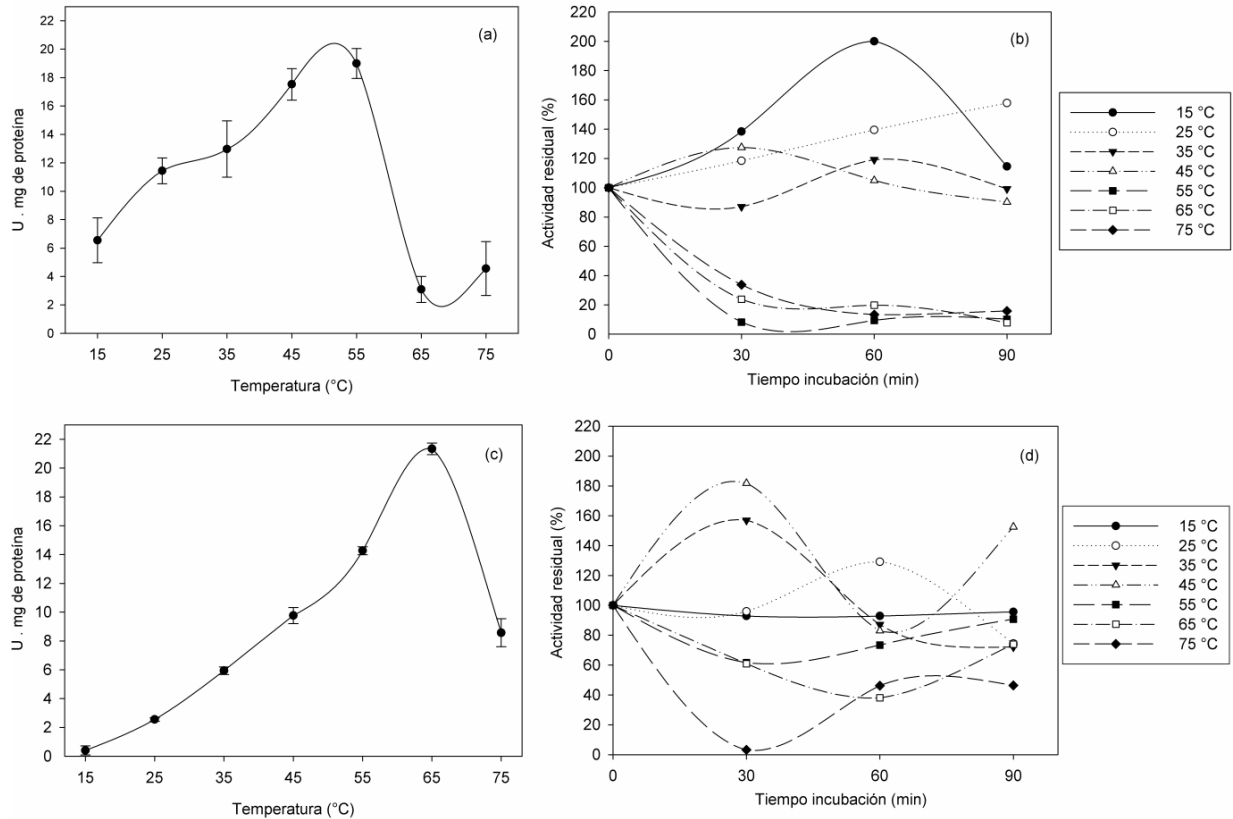 (a)
U . mg de proteína
22
20
18
16
14
12
10
8
6
4
2
0
15 25 35 45 55 65 75
Temperatura (°C)
(b)
Actividad residual (%)
220
200
180
160
140
120
100
80
60
40
20
0
0 30 60 90
Tiempo incubación (min)
15 °C
25 °C
35 °C
45 °C
55 °C
65 °C
75 °C
(c)
U . mg de proteína
22
20
18
16
14
12
10
8
6
4
2
0
15 25 35 45 55 65 75
Temperatura (°C)
(d)
Actividad residual (%)
220
200
180
160
140
120
100
80
60
40
20
0
0 30 60 90
Tiempo incubación (min)
15 °C
25 °C
35 °C
45 °C
55 °C
65 °C
75 °C